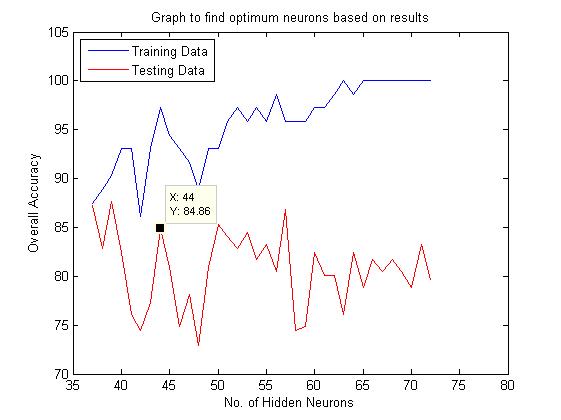 Graph to find optimum neurons based on results
105
100
95
90
85
80
75
70
Overall Accuracy
Training Data
Testing Data
X: 44
Y: 84.86
35 40 45 50 55 60 65 70 75 80
No. of Hidden Neurons